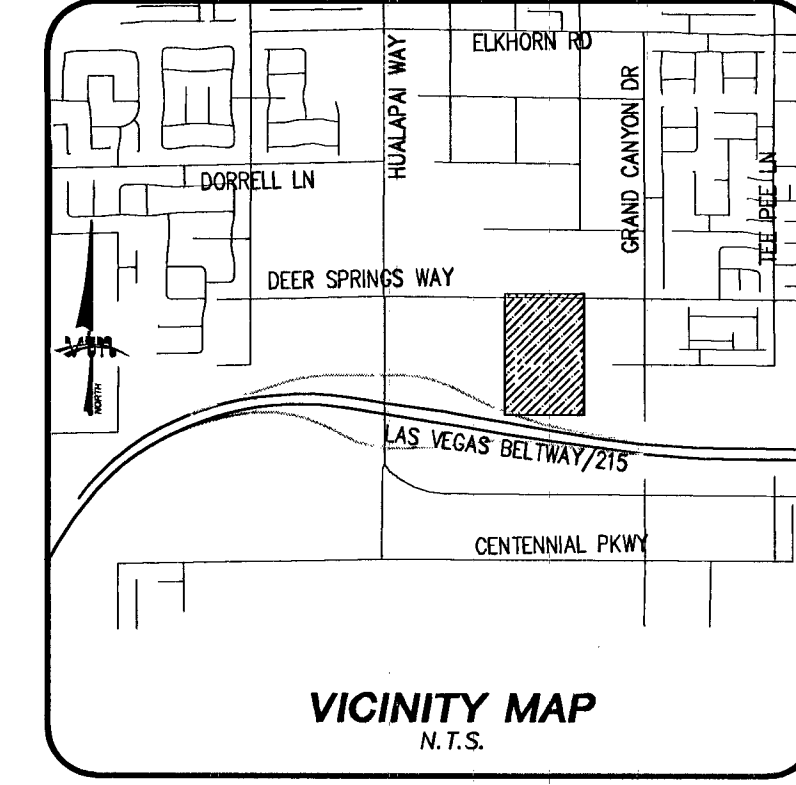 ELKHORN RD
HUALAPAI WAY
GRAND CANYON DR
TEE PEE LN
DORRELL LN
DEER SPRINGS WAY
VTN
NORTH
LAS VEGAS BELTWAY/215
CENTENNIAL PKWY
VICINITY MAP
N.T.S.